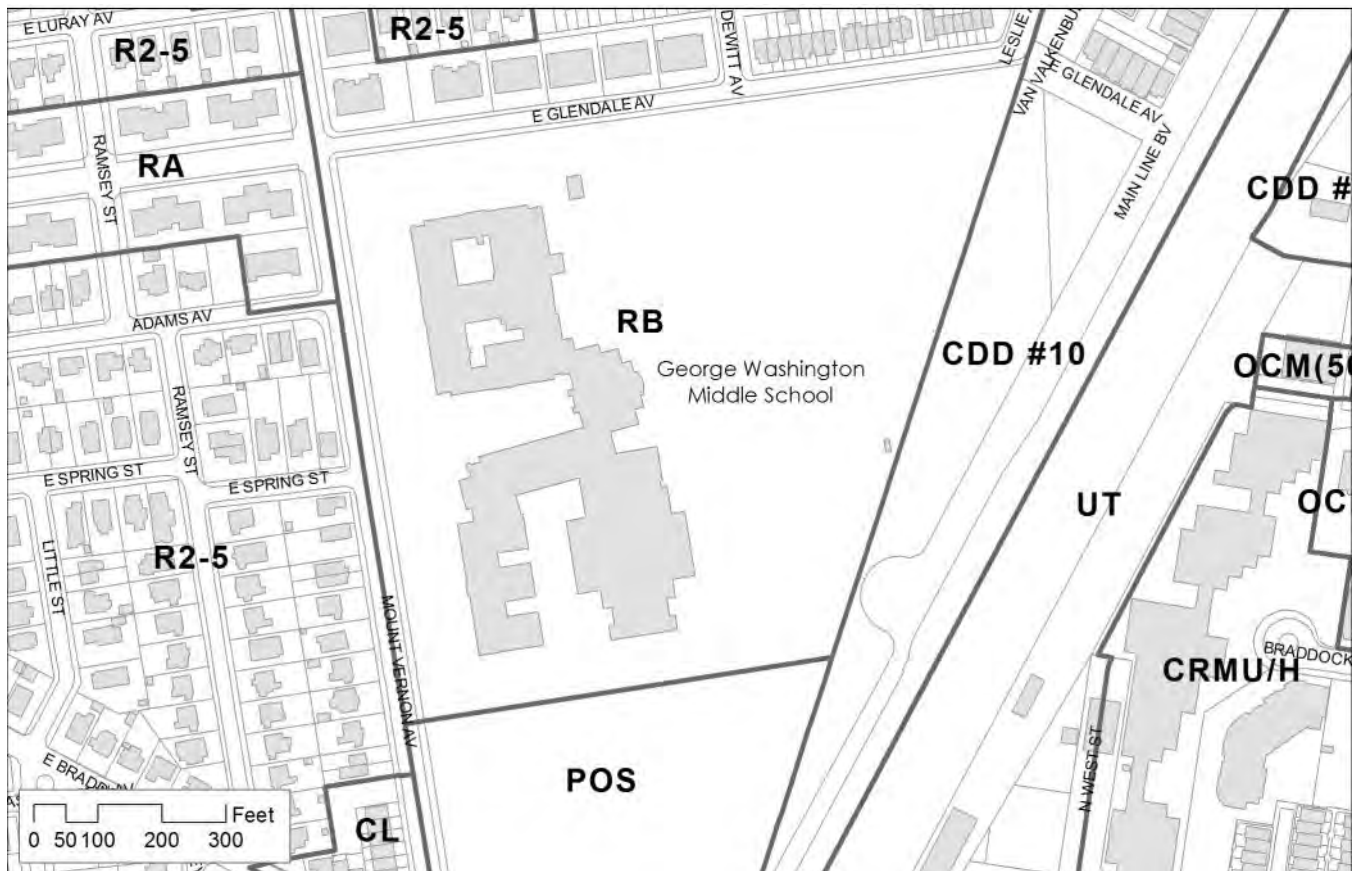 E LURAY AV
R2-5
R2-5
DEWITT AV
LESLIE
VAN VALKENBU
E GLENDALE AV
E GLENDALE AV
MAIN LINE BV
RAMSEY ST
RA
CDD #
ADAMS AV
RB
George Washington
Middle School
CDD #10
OCM(50
RAMSEY ST
E SPRING ST
E SPRING ST
UT
OC
LITTLE ST
R2-5
MOUNT VERNON AV
BRADDOCK
CRMU/H
POS
N WEST ST
E BRADD
CL
Feet
0 50 100 200 300